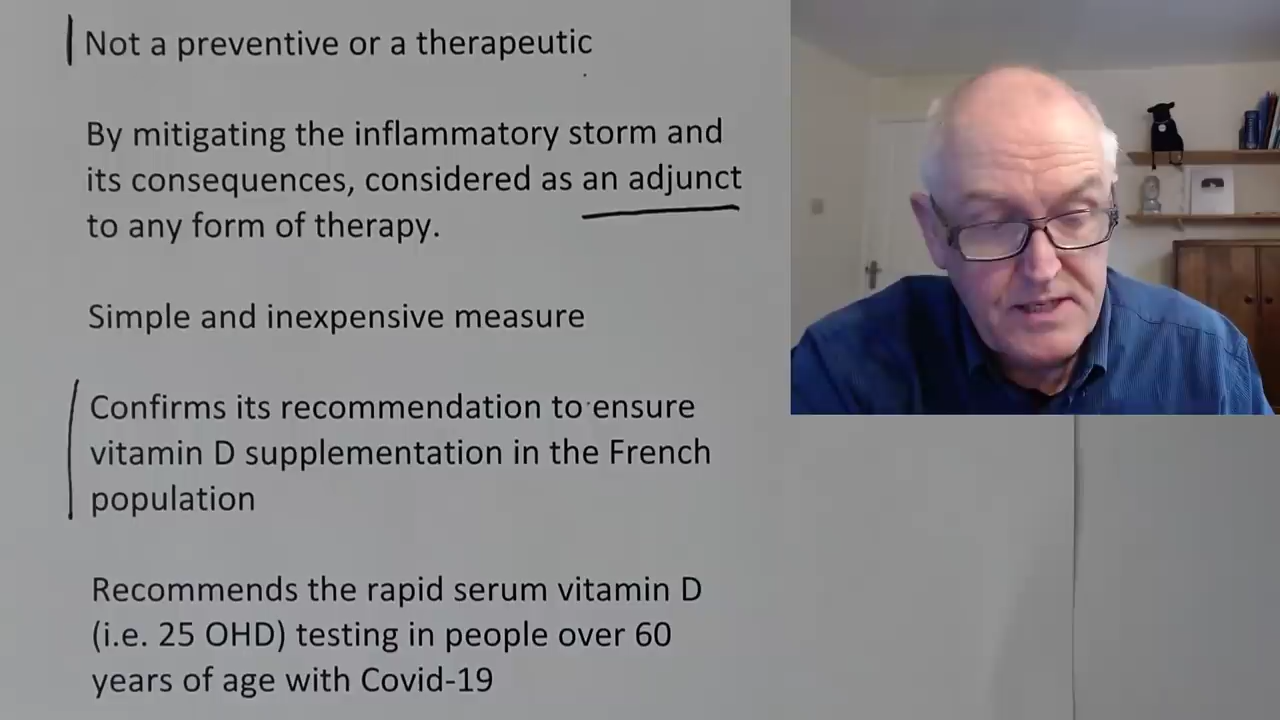 Not a preventive or a therapeutic
By mitigating the inflammatory storm and
its consequences, considered as an adjunct
to any form of therapy.
Simple and inexpensive measure
Confirms its recommendation to ensure
vitamin D supplementation in the French
population
Recommends the rapid serum vitamin D
(i.e. 25 OHD) testing in people over 60
years of age with Covid-19